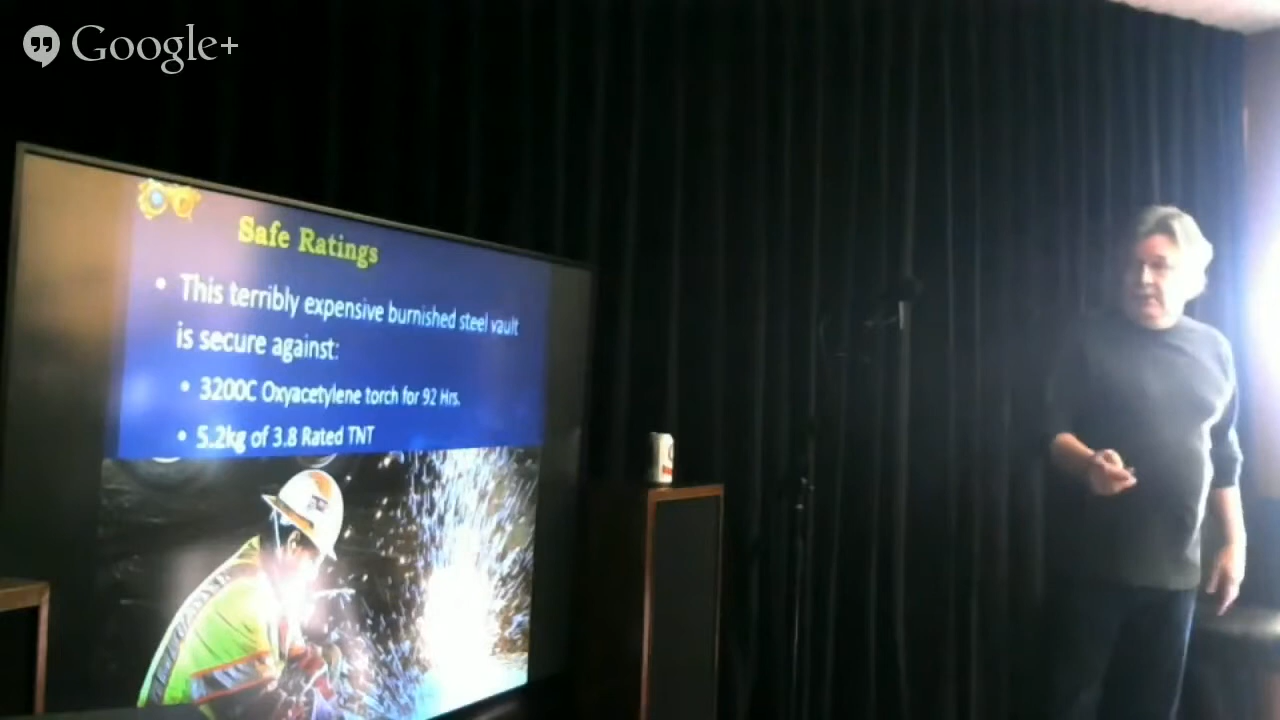 Google+
Safe Ratings
• This terribly expensive burnished steel vault
is secure against:
• 3200C Oxyacetylene torch for 92 Hrs.
• 5.2kg of 3.8 Rated TNT